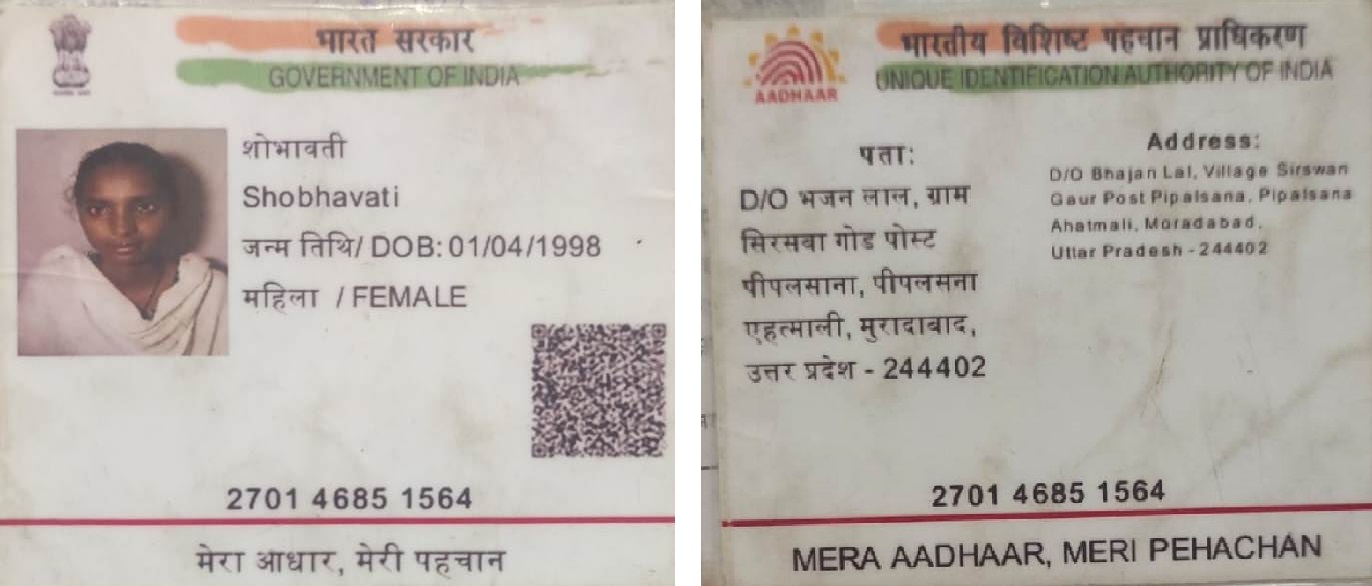 भारत सरकार
GOVERNMENT OF INDIA
शोभावती
Shobhavati
जन्म तिथि/ DOB: 01/04/1998
महिला / FEMALE
2701 4685 1564
मेरा आधार, मेरी पहचान
भारतीय विशिष्ट पहचान प्राधिकरण
UNIQUE IDENTIFICATION AUTHORITY OF INDIA
AADHAAR
पता:
D/O भजन लाल, ग्राम
सिरसवा गोड पोस्ट
पीपलसाना, पीपलसना
एहत्माली, मुरादाबाद,
उत्तर प्रदेश - 244402
Address:
D/O Bhajan Lal, Village Sirswan
Gaur Post Pipalsana, Pipalsana
Ahatmali, Moradabad,
Uttar Pradesh - 244402
2701 4685 1564
MERA AADHAAR, MERI PEHACHAN